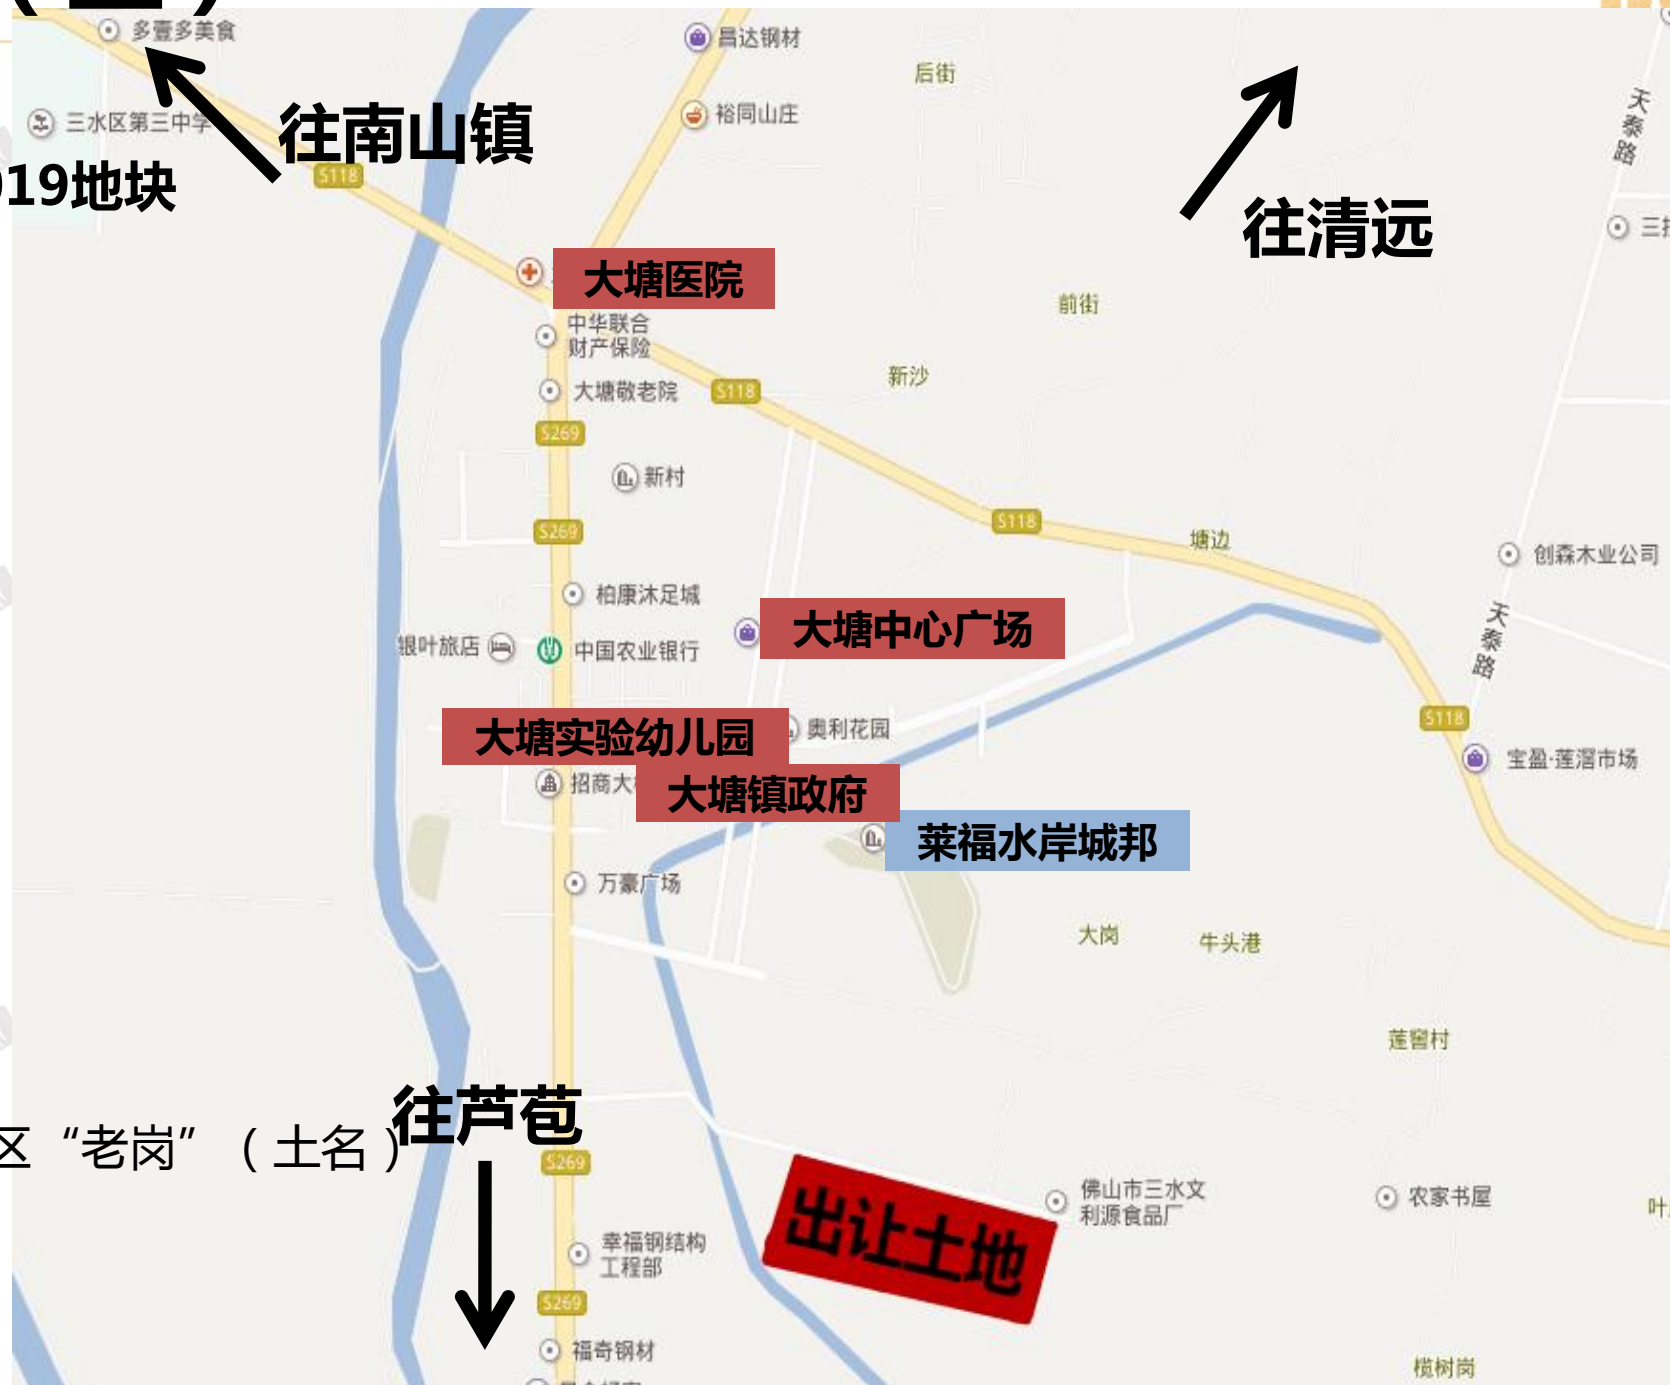 多壹多美食
昌达钢材
后街
天泰路
三水区第三中学
往南山镇
裕同山庄
S118
019地块
往清远
大塘医院
前街
中华联合
财产保险
新沙
大塘敬老院
S118
S269
新村
S269
S118
塘边
创森木业公司
柏康沐足城
大塘中心广场
天泰路
银叶旅店
中国农业银行
大塘实验幼儿园
奥利花园
S118
宝盈·莲滘市场
招商大
大塘镇政府
莱福水岸城邦
万豪广场
大岗
牛头港
莲窖村
往芦苞
区“老岗”（土名）
S269
出让土地
佛山市三水文
利源食品厂
农家书屋
叶
幸福钢结构
工程部
S269
福奇钢材
榄树岗